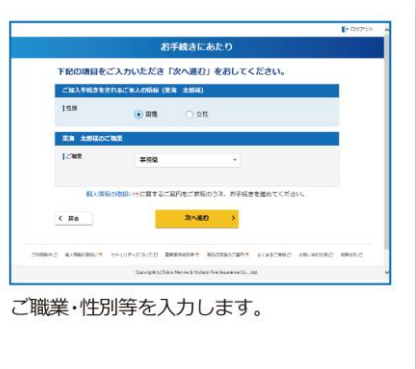 ログアウト
お手続きにあたり
下記の項目をご入力いただき「次へ進む」をおしてください。
ご加入手続きをされるご本人の情報（東海 太郎様）
性別
男性
女性
東海 太郎様のご職業
ご職業
事務職
個人情報の取扱いに関するご案内をご参照のうえ、お手続きを進めてください。
< 戻る
次へ進む >
Copyright (c) Tokio Marine & Nichido Fire Insurance Co., Ltd.
ご職業・性別等を入力します。